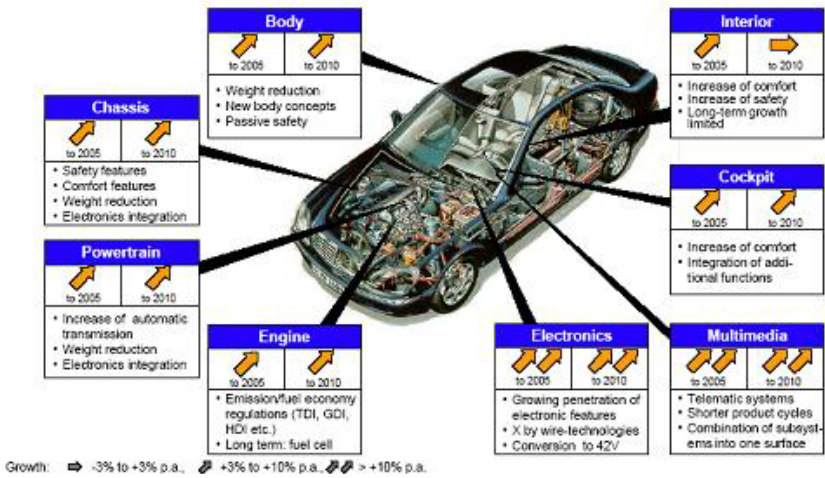 Body
to 2005 to 2010
• Weight reduction
• New body concepts
• Passive safety
Interior
to 2005 to 2010
• Increase of comfort
• Increase of safety
• Long-term growth
limited
Chassis
to 2005 to 2010
• Safety features
• Comfort features
• Weight reduction
• Electronics integration
Cockpit
to 2005 to 2010
• Increase of comfort
• Integration of addi-
tional functions
Powertrain
to 2005 to 2010
• Increase of automatic
transmission
• Weight reduction
• Electronics integration
Engine
to 2005 to 2010
• Emission/fuel economy
regulations (TDI, GDI,
HDI etc.)
• Long term: fuel cell
Electronics
to 2005 to 2010
• Growing penetration of
electronic features
• X by wire-technologies
• Conversion to 42V
Multimedia
to 2005 to 2010
• Telematic systems
• Shorter product cycles
• Combination of subsyst-
ems into one surface
Growth: -3% to +3% p.a., +3% to +10% p.a., > +10% p.a.